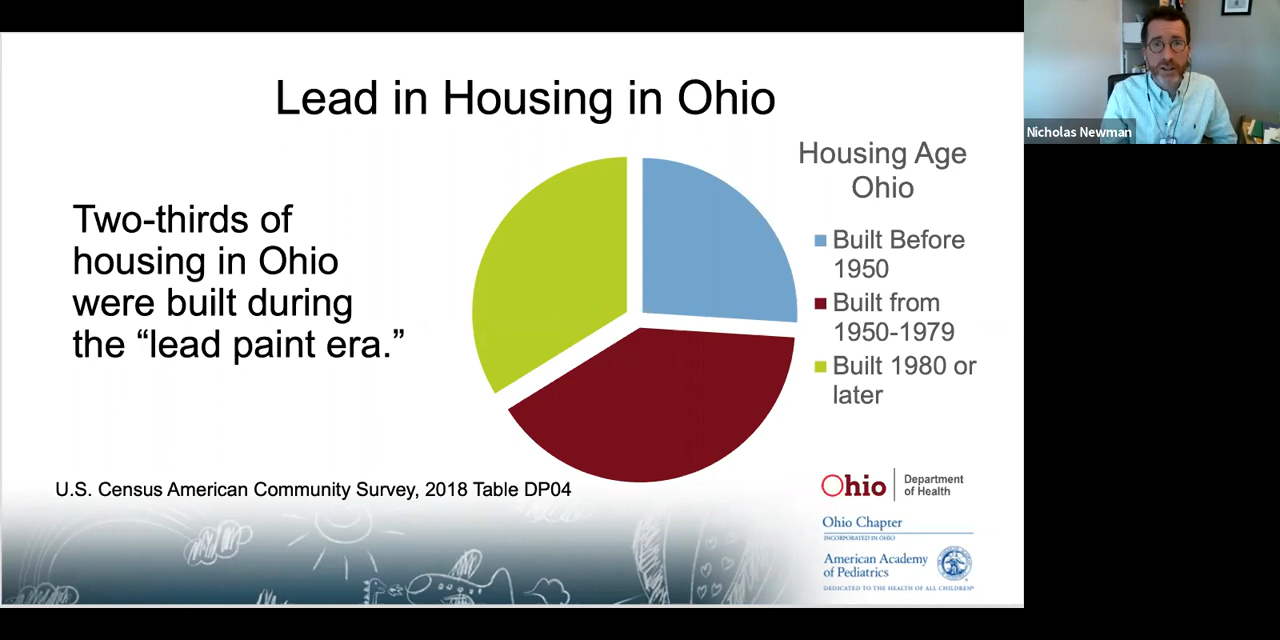 Lead in Housing in Ohio
Two-thirds of
housing in Ohio
were built during
the “lead paint era.”
Housing Age
Ohio
Built Before
1950
Built from
1950-1979
Built 1980 or
later
U.S. Census American Community Survey, 2018 Table DP04
Ohio
Department
of Health
Ohio Chapter
INCORPORATED IN OHIO
American Academy
of Pediatrics
DEDICATED TO THE HEALTH OF ALL CHILDREN®
Nicholas Newman